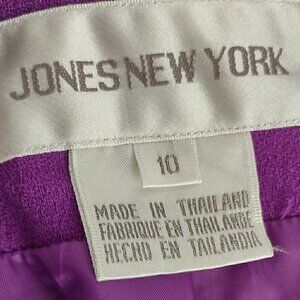 JONES NEW YORK
10
MADE IN THAILAND
FABRIQUE EN THAILANDE
HECHO EN TAILANDIA